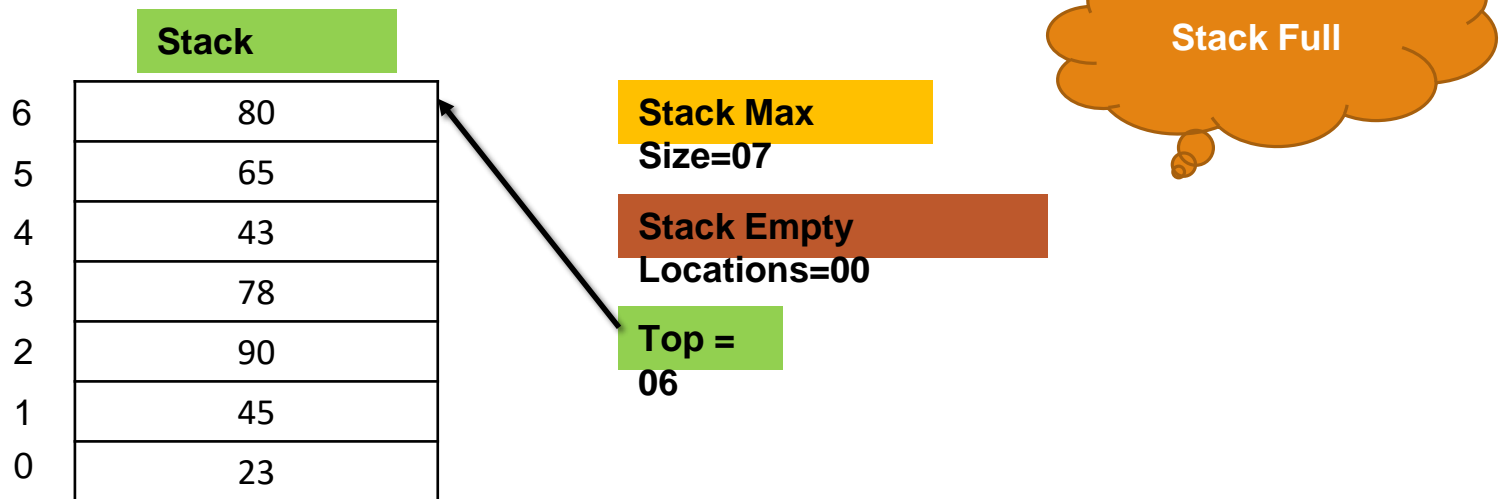 Stack
Stack Full
6 80
Stack Max
Size=07
5 65
4 43
Stack Empty
Locations=00
3 78
Top =
06
2 90
1 45
0 23